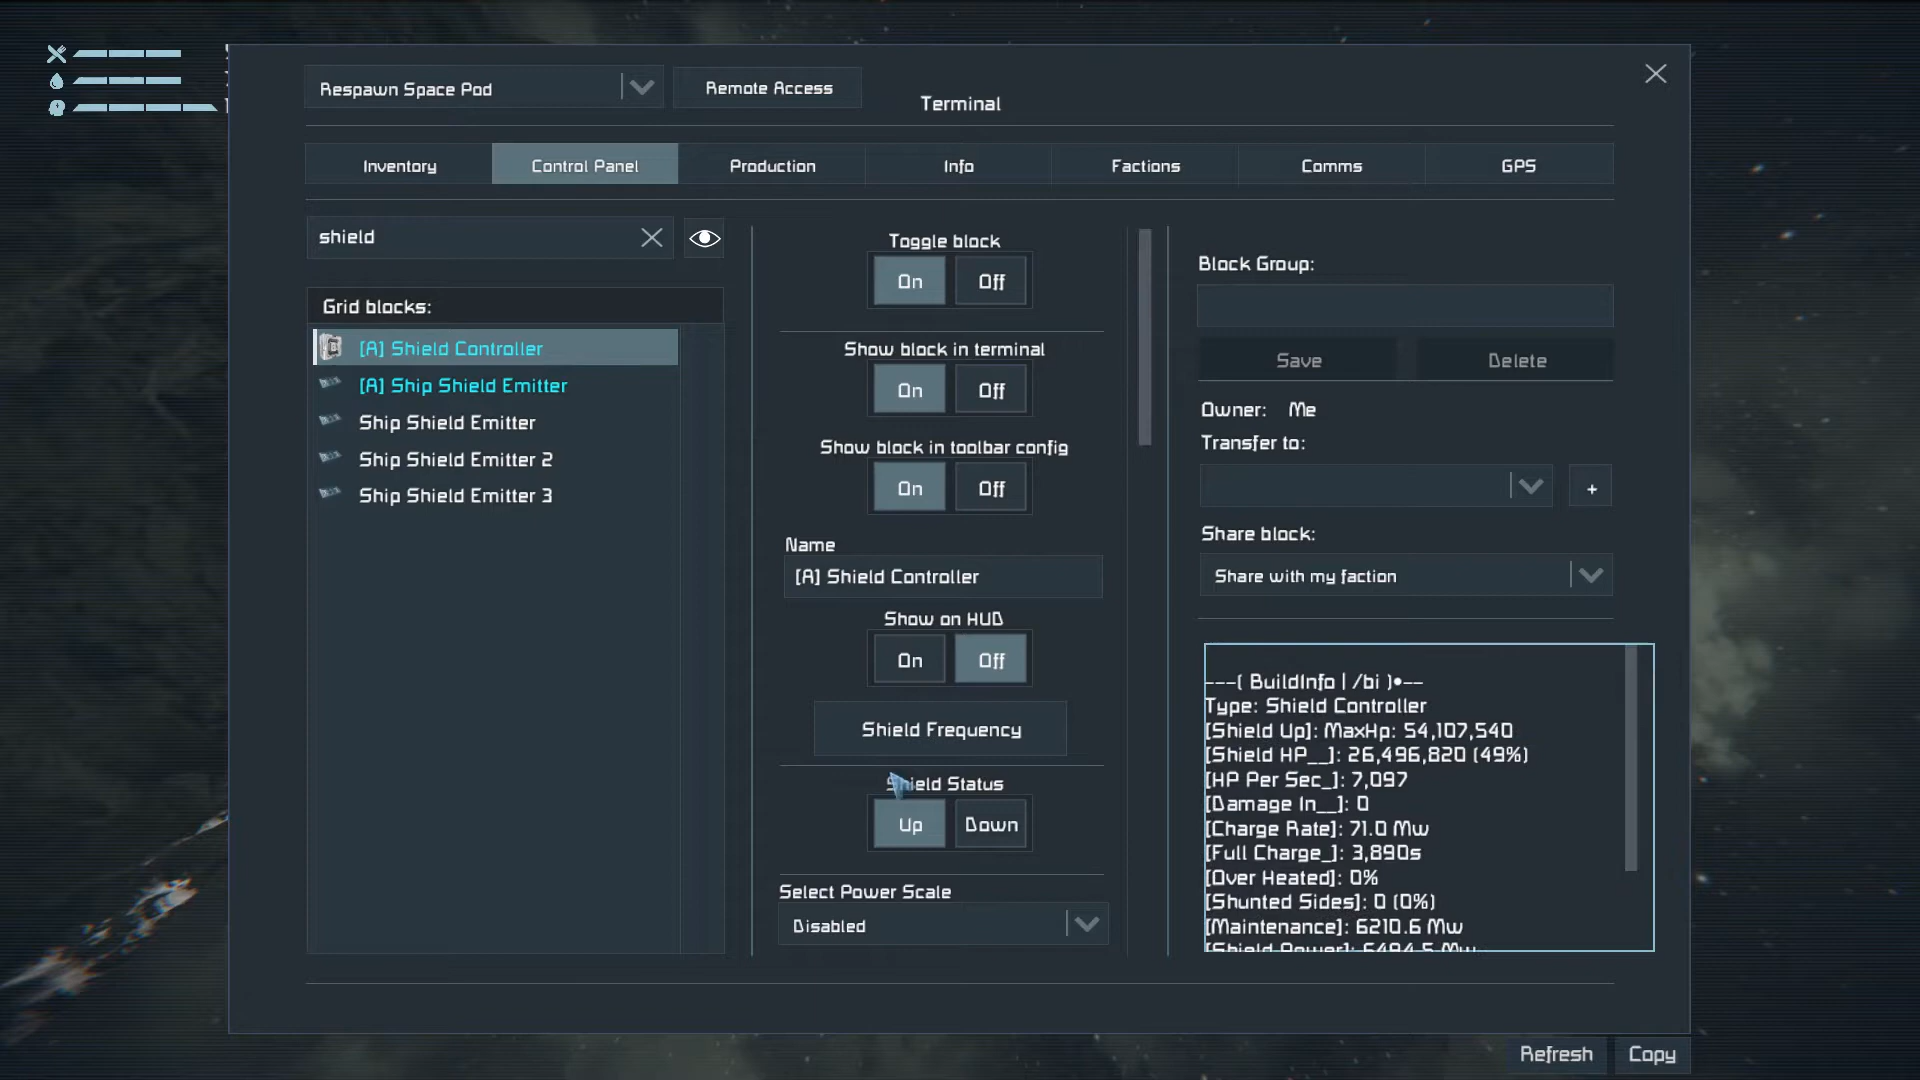 Respawn Space Pod
Remote Access
Terminal
Inventory
Control Panel
Production
Info
Factions
Comms
GPS
shield
Grid blocks:
[A] Shield Controller
[A] Ship Shield Emitter
Ship Shield Emitter
Ship Shield Emitter 2
Ship Shield Emitter 3
Toggle block
On Off
Show block in terminal
On Off
Show block in toolbar config
On Off
Name
[A] Shield Controller
Show on HUD
On Off
Shield Frequency
Shield Status
Up Down
Select Power Scale
Disabled
Block Group:
Save Delete
Owner: Me
Transfer to:
+
Share block:
Share with my faction
---( BuildInfo | /bi )•--
Type: Shield Controller
[Shield Up]: MaxHp: 54,107,540
[Shield HP__]: 26,496,820 (49%)
[HP Per Sec_]: 7,097
[Damage In__]: 0
[Charge Rate]: 71.0 Mw
[Full Charge_]: 3,890s
[Over Heated]: 0%
[Shunted Sides]: 0 (0%)
[Maintenance]: 6210.6 Mw
[Shield Power]: 6494.5 Mw
Refresh Copy